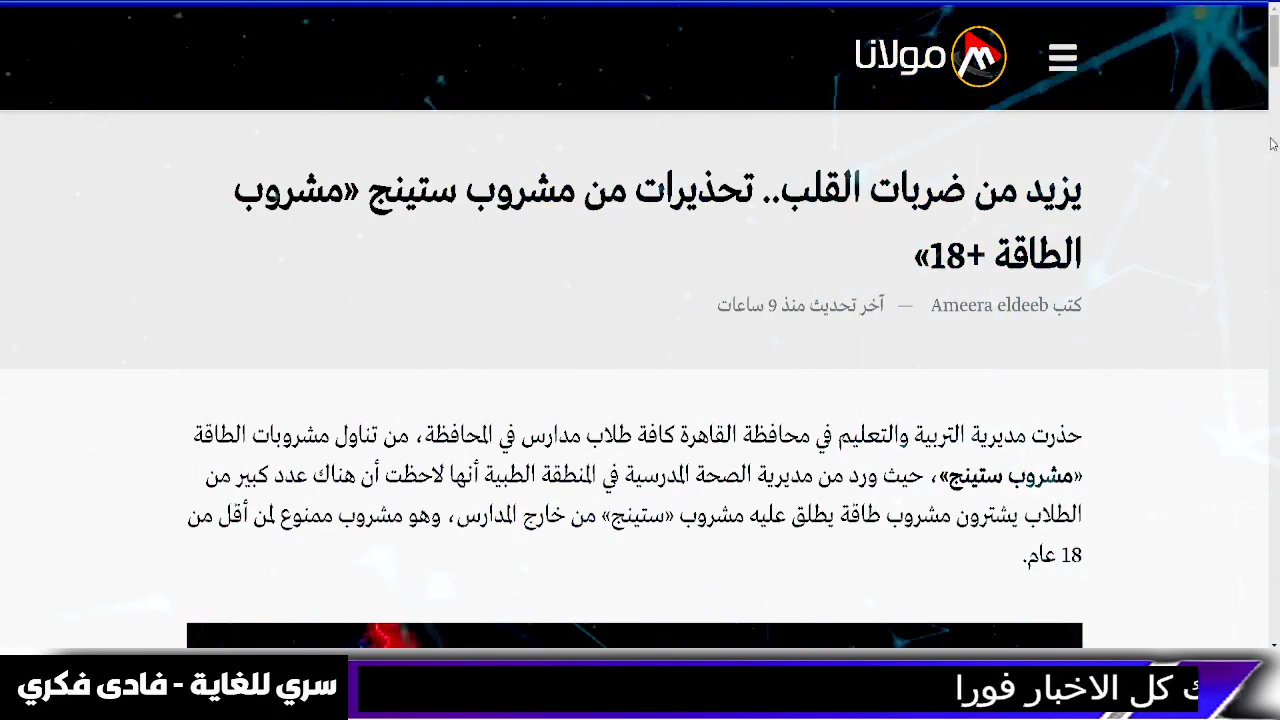 مولانا
يزيد من ضربات القلب.. تحذيرات من مشروب ستينج «مشروب
الطاقة +18»
كتب Ameera eldeeb — آخر تحديث منذ 9 ساعات
حذرت مديرية التربية والتعليم في محافظة القاهرة كافة طلاب مدارس في المحافظة، من تناول مشروبات الطاقة
«مشروب ستينج»، حيث ورد من مديرية الصحة المدرسية في المنطقة الطبية أنها لاحظت أن هناك عدد كبير من
الطلاب يشترون مشروب طاقة يطلق عليه مشروب «ستينج» من خارج المدارس، وهو مشروب ممنوع لمن أقل من
18 عام.
كل الاخبار فورا
سري للغاية - فادى فكري